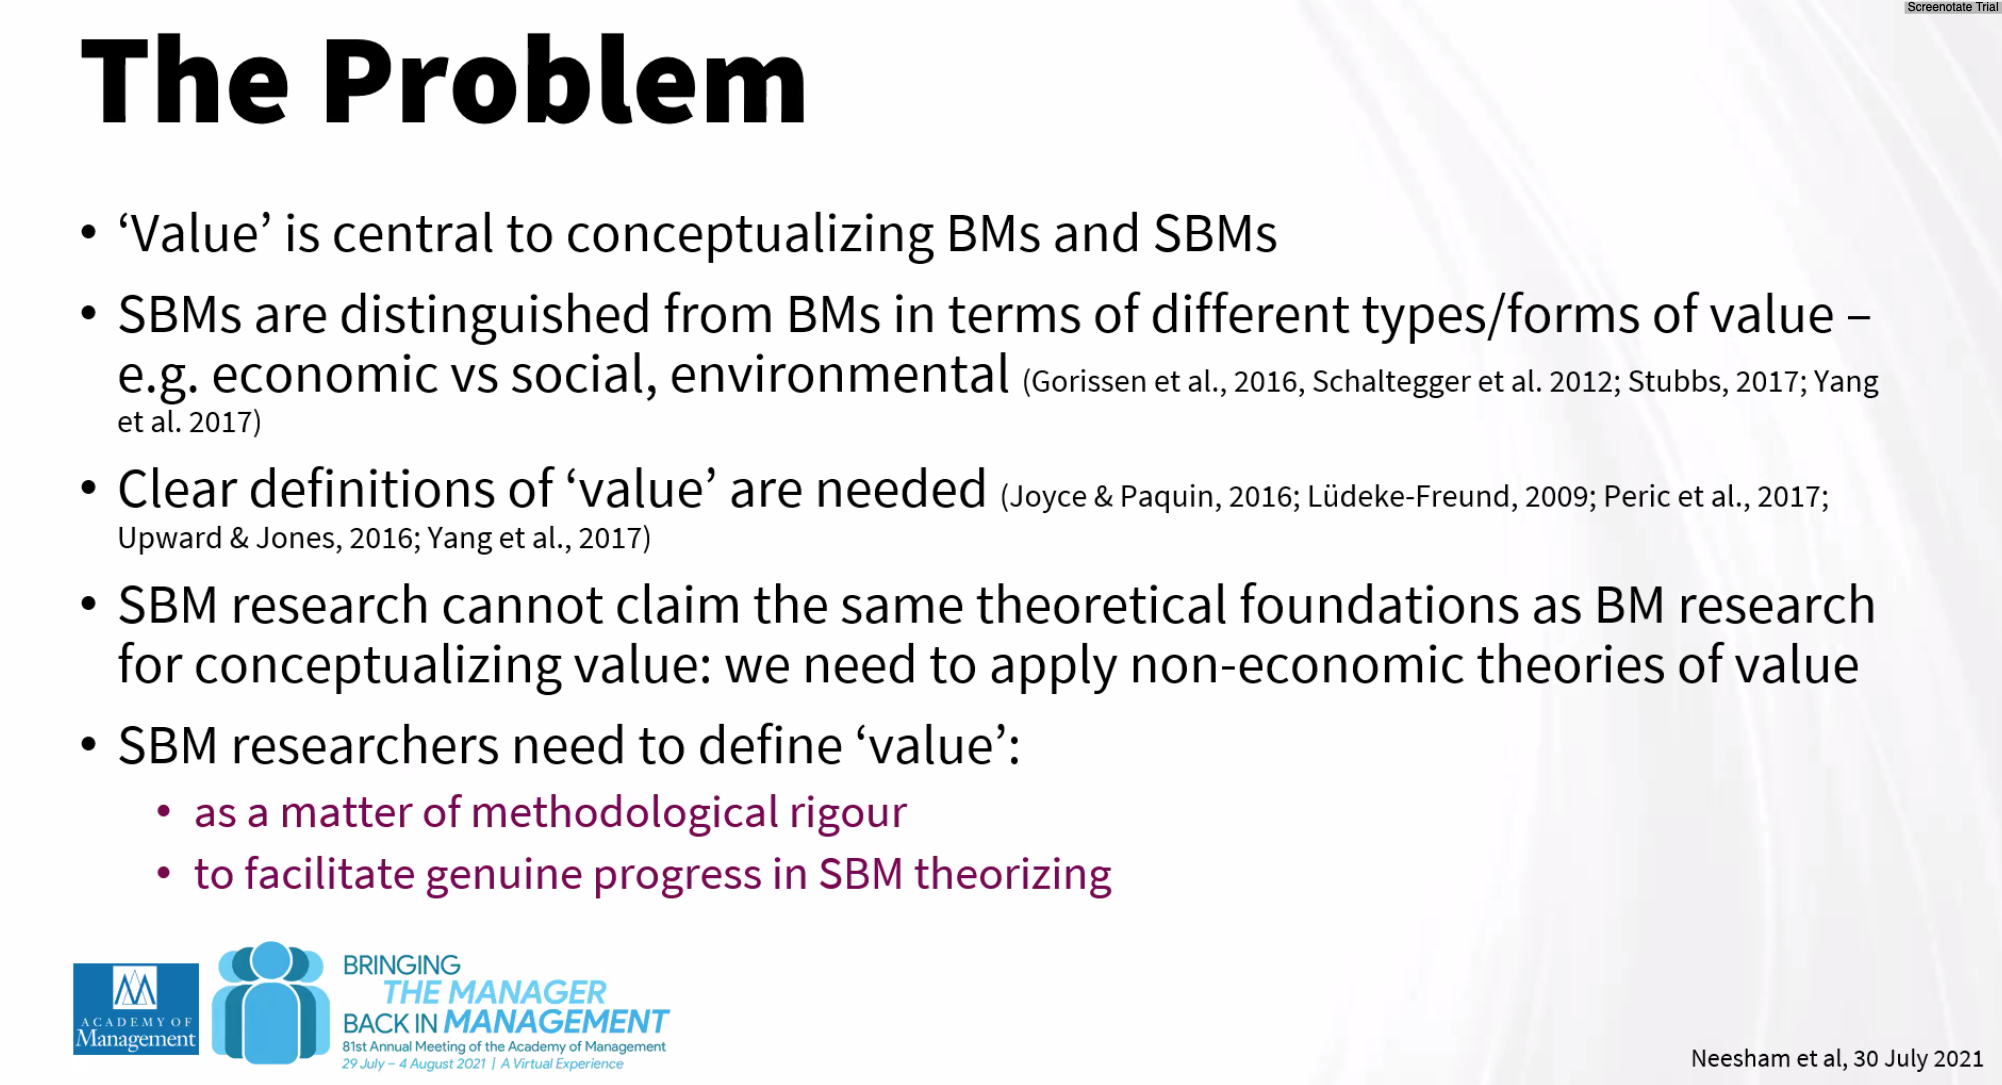 Screenotate Trial
The Problem
• ‘Value’ is central to conceptualizing BMs and SBMs
• SBMs are distinguished from BMs in terms of different types/forms of value –
e.g. economic vs social, environmental (Gorissen et al., 2016, Schaltegger et al. 2012; Stubbs, 2017; Yang
et al. 2017)
• Clear definitions of ‘value’ are needed (Joyce & Paquin, 2016; Lüdeke-Freund, 2009; Peric et al., 2017;
Upward & Jones, 2016; Yang et al., 2017)
• SBM research cannot claim the same theoretical foundations as BM research
for conceptualizing value: we need to apply non-economic theories of value
• SBM researchers need to define ‘value’:
• as a matter of methodological rigour
• to facilitate genuine progress in SBM theorizing
ACADEMY OF
Management
BRINGING
THE MANAGER
BACK IN MANAGEMENT
81st Annual Meeting of the Academy of Management
29 July – 4 August 2021 | A Virtual Experience
Neesham et al, 30 July 2021